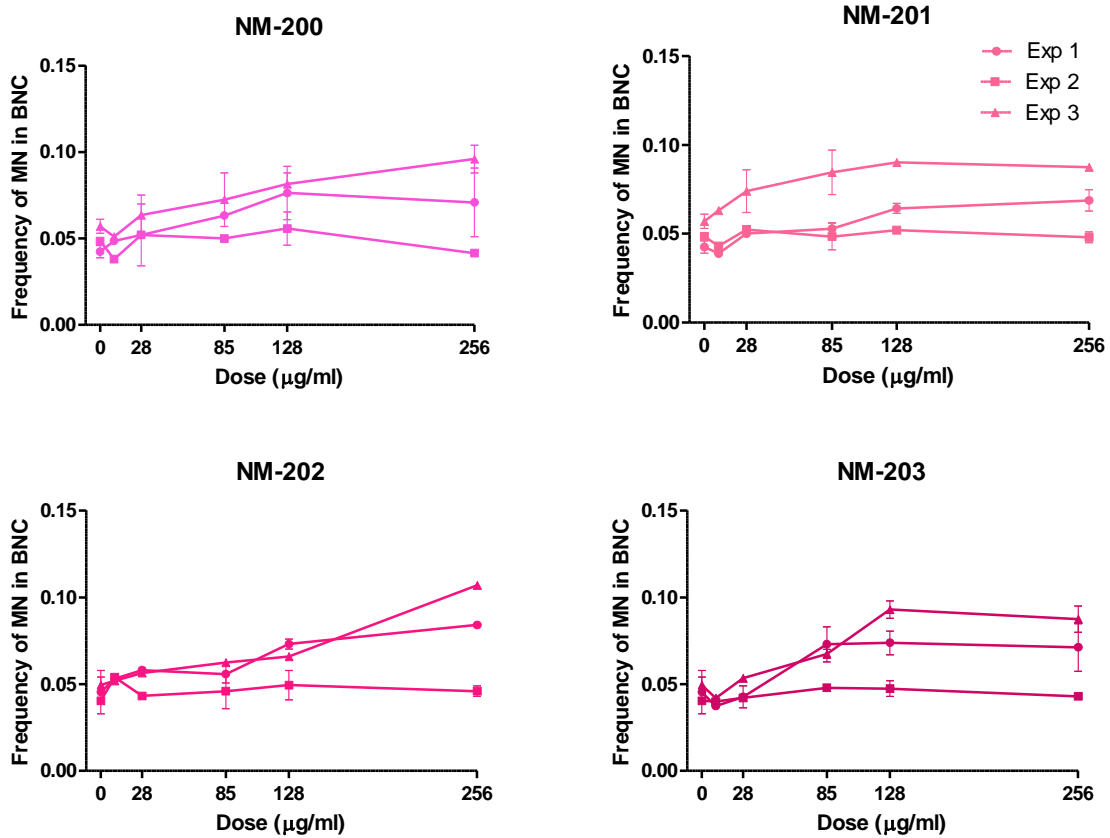 NM-200
Frequency of MN in BNC
0.15
0.10
0.05
0.00
0 28 85 128 256
Dose (μg/ml)
NM-201
Exp 1
Exp 2
Exp 3
Frequency of MN in BNC
0.15
0.10
0.05
0.00
0 28 85 128 256
Dose (μg/ml)
NM-202
Frequency of MN in BNC
0.15
0.10
0.05
0.00
0 28 85 128 256
Dose (μg/ml)
NM-203
Frequency of MN in BNC
0.15
0.10
0.05
0.00
0 28 85 128 256
Dose (μg/ml)